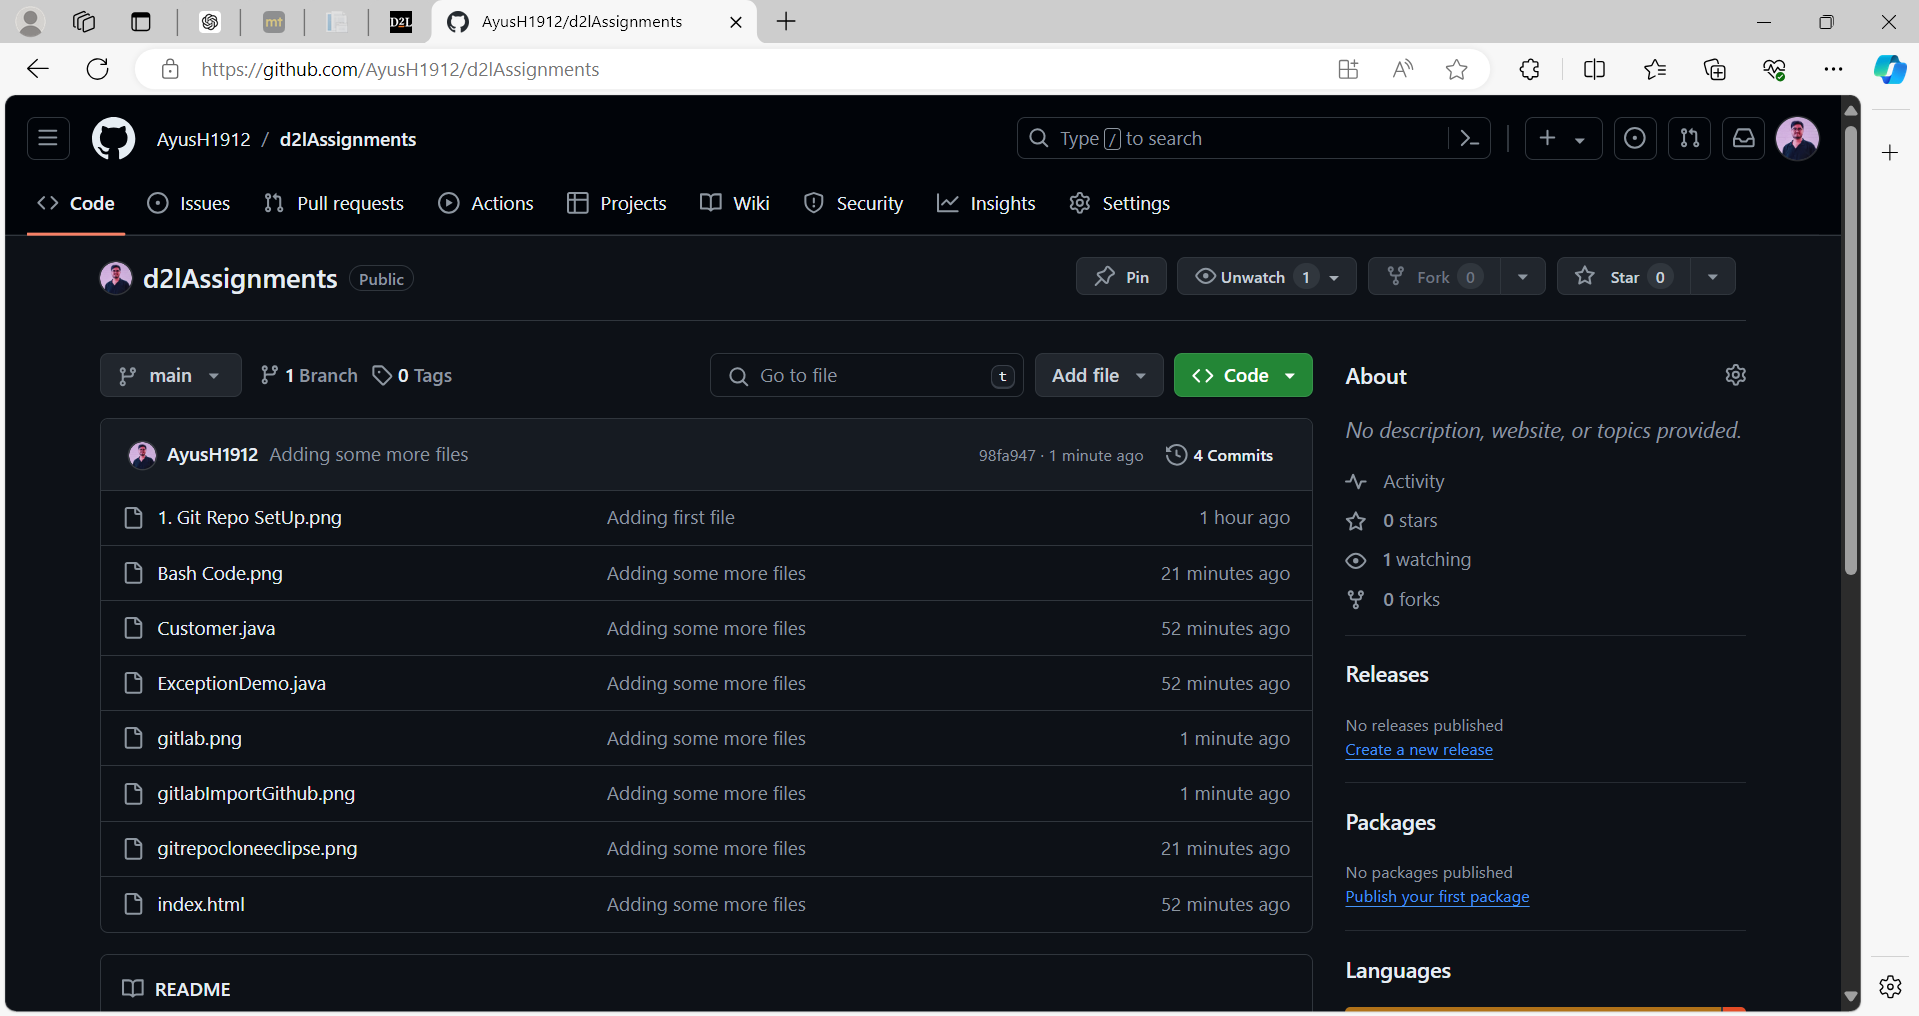 mt
D2L
AyusH1912/d2lAssignments
https://github.com/AyusH1912/d2lAssignments
AyusH1912 / d2lAssignments
Type / to search
Code Issues Pull requests Actions Projects Wiki Security Insights Settings
d2lAssignments Public
Pin Unwatch 1 Fork 0 Star 0
main 1 Branch 0 Tags Go to file t Add file Code
AyusH1912 Adding some more files 98fa947 · 1 minute ago 4 Commits
1. Git Repo SetUp.png Adding first file 1 hour ago
Bash Code.png Adding some more files 21 minutes ago
Customer.java Adding some more files 52 minutes ago
ExceptionDemo.java Adding some more files 52 minutes ago
gitlab.png Adding some more files 1 minute ago
gitlabImportGithub.png Adding some more files 1 minute ago
gitrepocloneeclipse.png Adding some more files 21 minutes ago
index.html Adding some more files 52 minutes ago
README
About
No description, website, or topics provided.
Activity
0 stars
1 watching
0 forks
Releases
No releases published
Create a new release
Packages
No packages published
Publish your first package
Languages